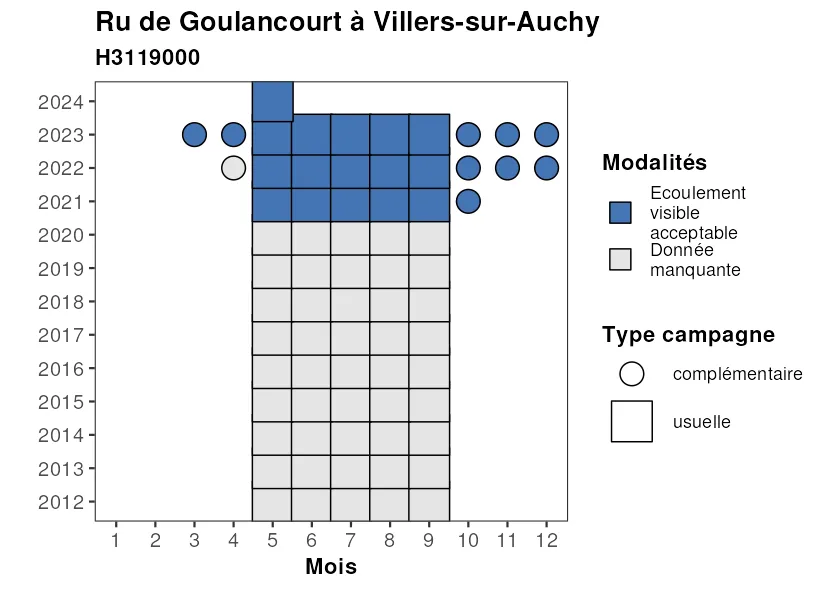 Ru de Goulancourt à Villers-sur-Auchy
H3119000
2024
2023
2022
2021
2020
2019
2018
2017
2016
2015
2014
2013
2012
1 2 3 4 5 6 7 8 9 10 11 12
Mois
Modalités
Ecoulement
visible
acceptable
Donnée
manquante
Type campagne
complémentaire
usuelle